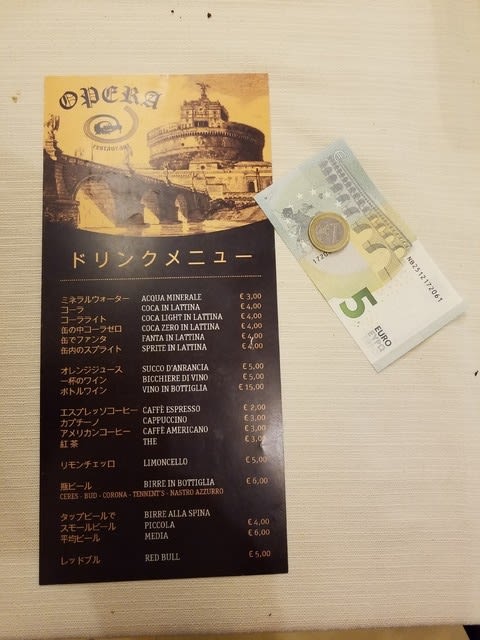 OPERA
RESTAURANT
ドリンクメニュー
ミネラルウォーター ACQUA MINERALE € 3,00
コーラ COCA IN LATTINA € 4,00
コーラライト COCA LIGHT IN LATTINA € 4,00
缶の中コーラゼロ COCA ZERO IN LATTINA € 4,00
缶でファンタ FANTA IN LATTINA € 4,00
缶内のスプライト SPRITE IN LATTINA € 4,00
オレンジジュース SUCCO D'ANRANCIA € 5,00
一杯のワイン BICCHIERE DI VINO € 5,00
ボトルワイン VINO IN BOTTIGLIA € 15,00
エスプレッソコーヒー CAFFÈ ESPRESSO € 2,00
カプチーノ CAPPUCCINO € 3,00
アメリカンコーヒー CAFFÈ AMERICANO € 3,00
紅茶 THE € 3,00
リモンチェッロ LIMONCELLO € 5,00
瓶ビール BIRRE IN BOTTIGLIA € 6,00
CERES - BUD - CORONA - TENNENT'S - NASTRO AZZURRO
タップビールで BIRRE ALLA SPINA
スモールビール PICCOLA € 4,00
平均ビール MEDIA € 6,00
レッドブル RED BULL € 5,00
NB2512172061
5
EURO
ΕΥΡΩ